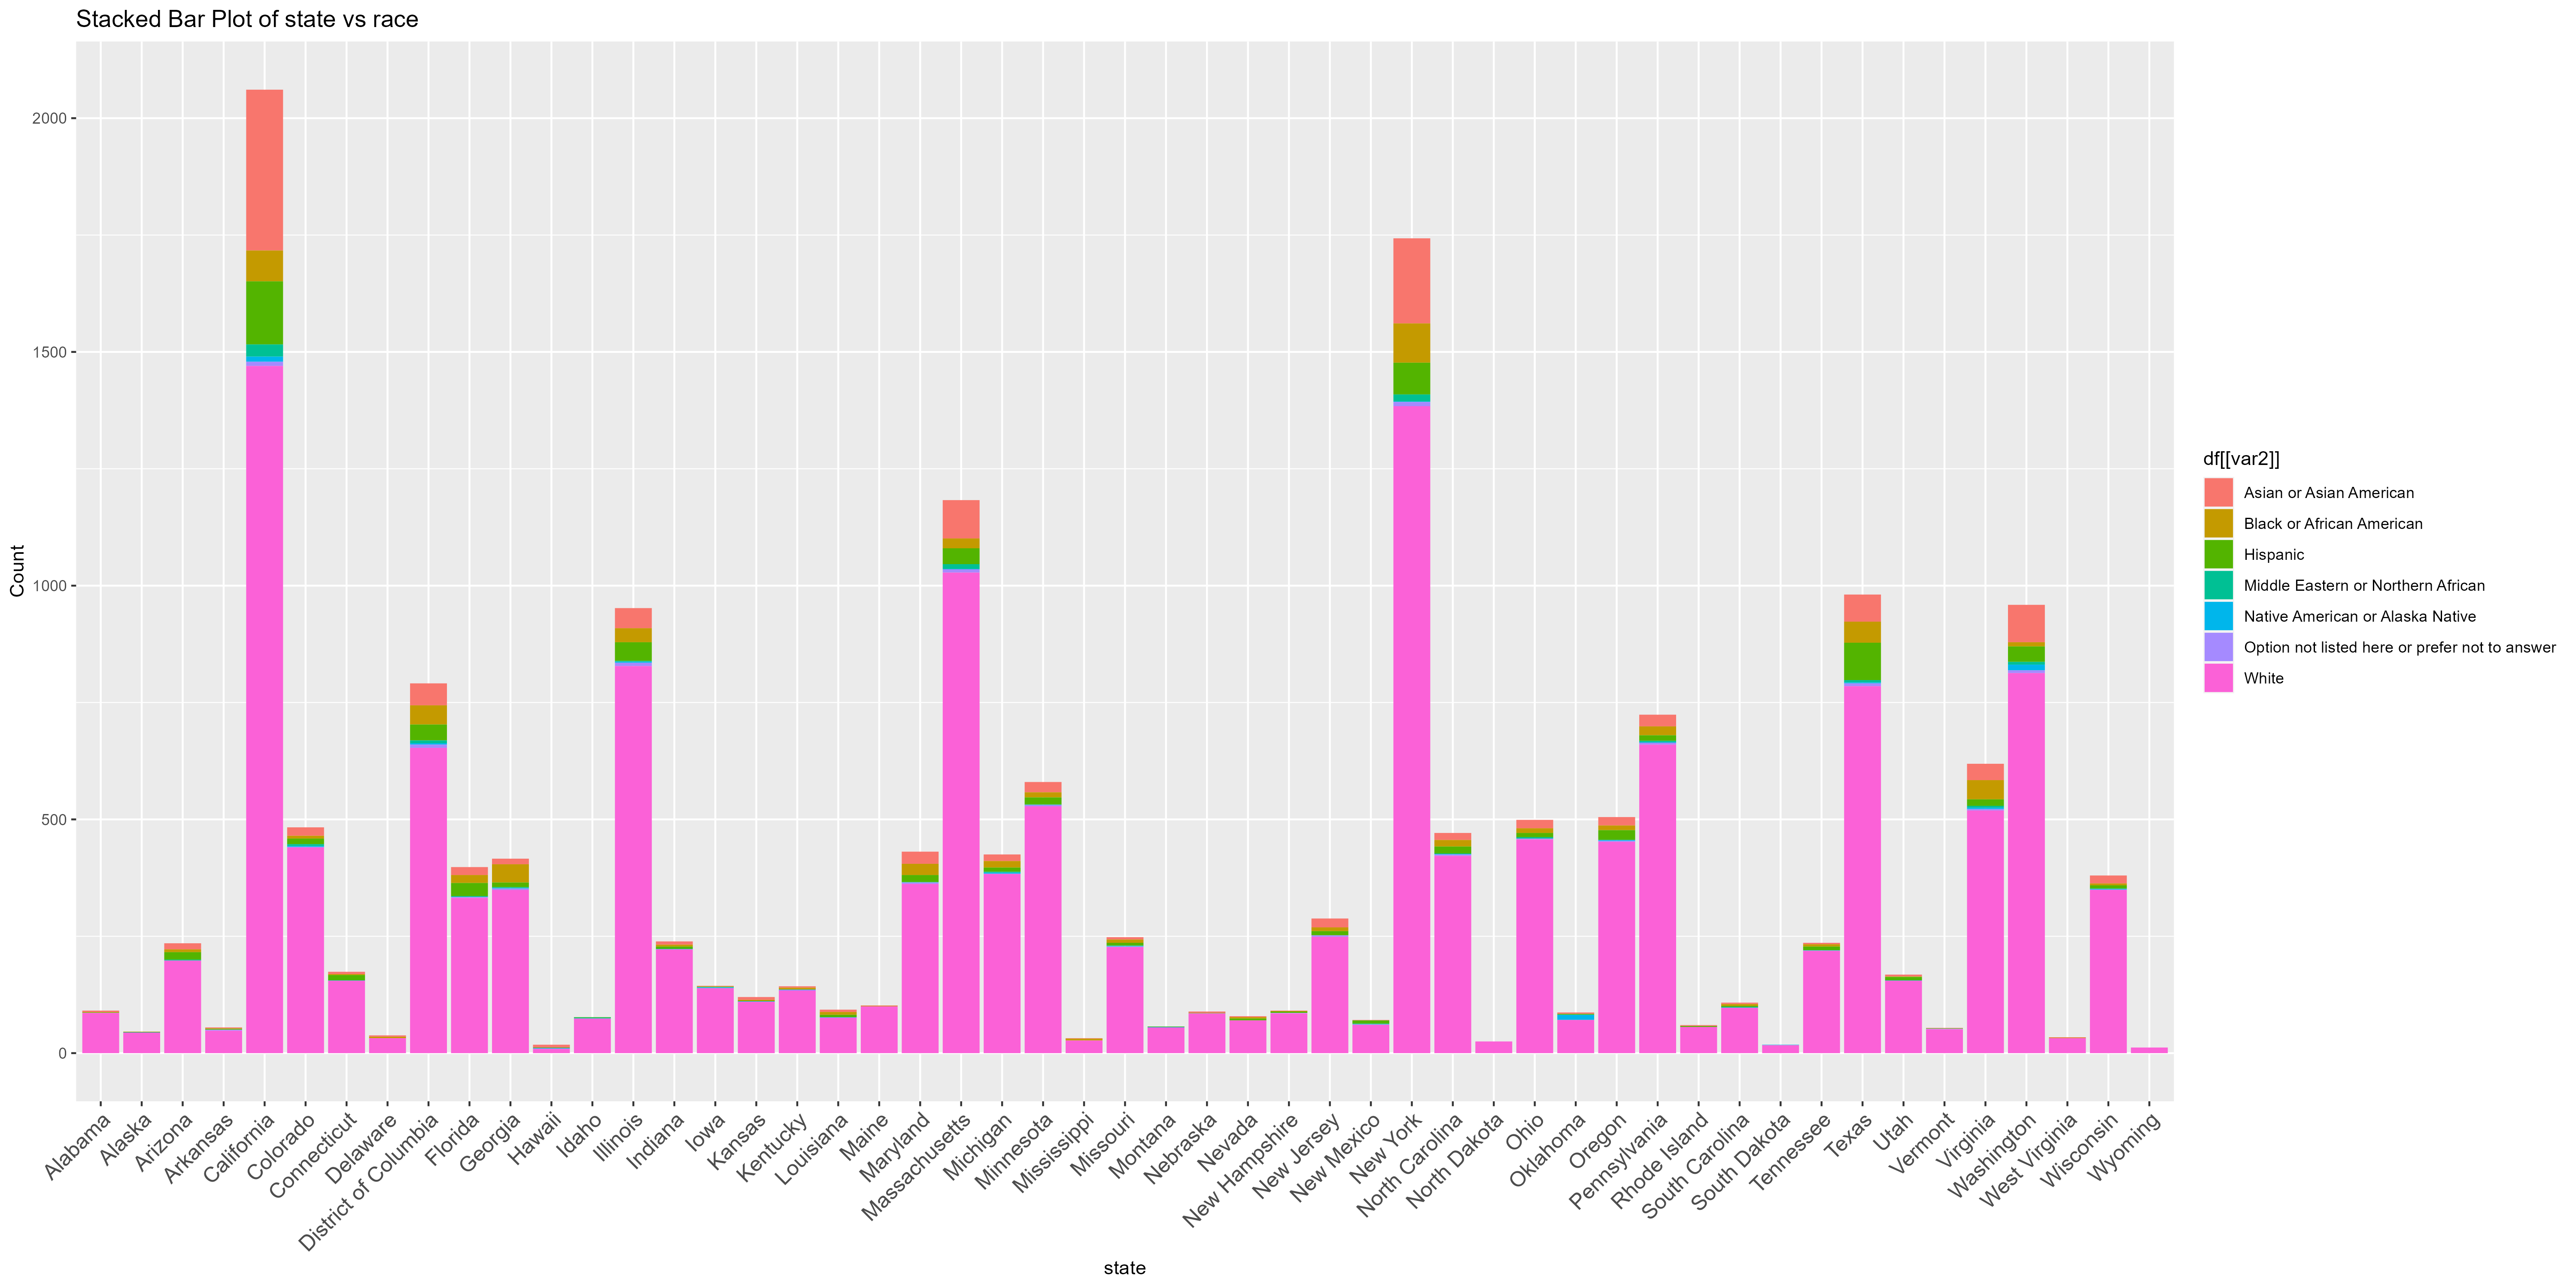 Stacked Bar Plot of state vs race
Count
2000
1500
1000
500
0
Alabama
Alaska
Arizona
Arkansas
California
Colorado
Connecticut
Delaware
District of Columbia
Florida
Georgia
Hawaii
Idaho
Illinois
Indiana
Iowa
Kansas
Kentucky
Louisiana
Maine
Maryland
Massachusetts
Michigan
Minnesota
Mississippi
Missouri
Montana
Nebraska
Nevada
New Hampshire
New Jersey
New Mexico
New York
North Carolina
North Dakota
Ohio
Oklahoma
Oregon
Pennsylvania
Rhode Island
South Carolina
South Dakota
Tennessee
Texas
Utah
Vermont
Virginia
Washington
West Virginia
Wisconsin
Wyoming
state
df[[var2]]
Asian or Asian American
Black or African American
Hispanic
Middle Eastern or Northern African
Native American or Alaska Native
Option not listed here or prefer not to answer
White